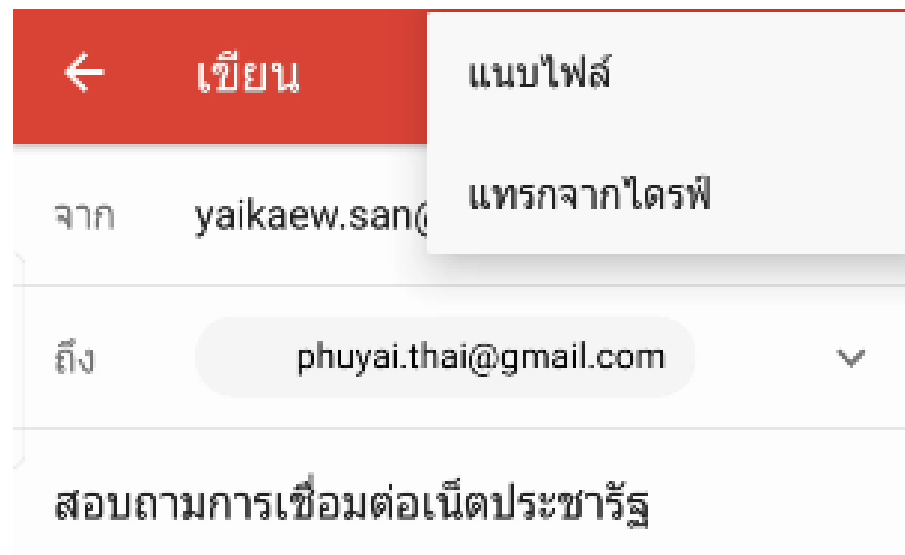 เขียน
แนบไฟล์
แทรกจากไดรฟ์
จาก yaikaew.san@
ถึง phuyai.thai@gmail.com
สอบถามการเชื่อมต่อเน็ตประชารัฐ